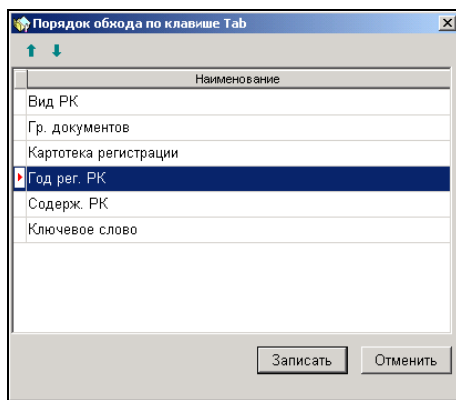 Порядок обхода по клавише Tab
Наименование
Вид РК
Гр. документов
Картотека регистрации
Год рег. РК
Содерж. РК
Ключевое слово
Записать Отменить